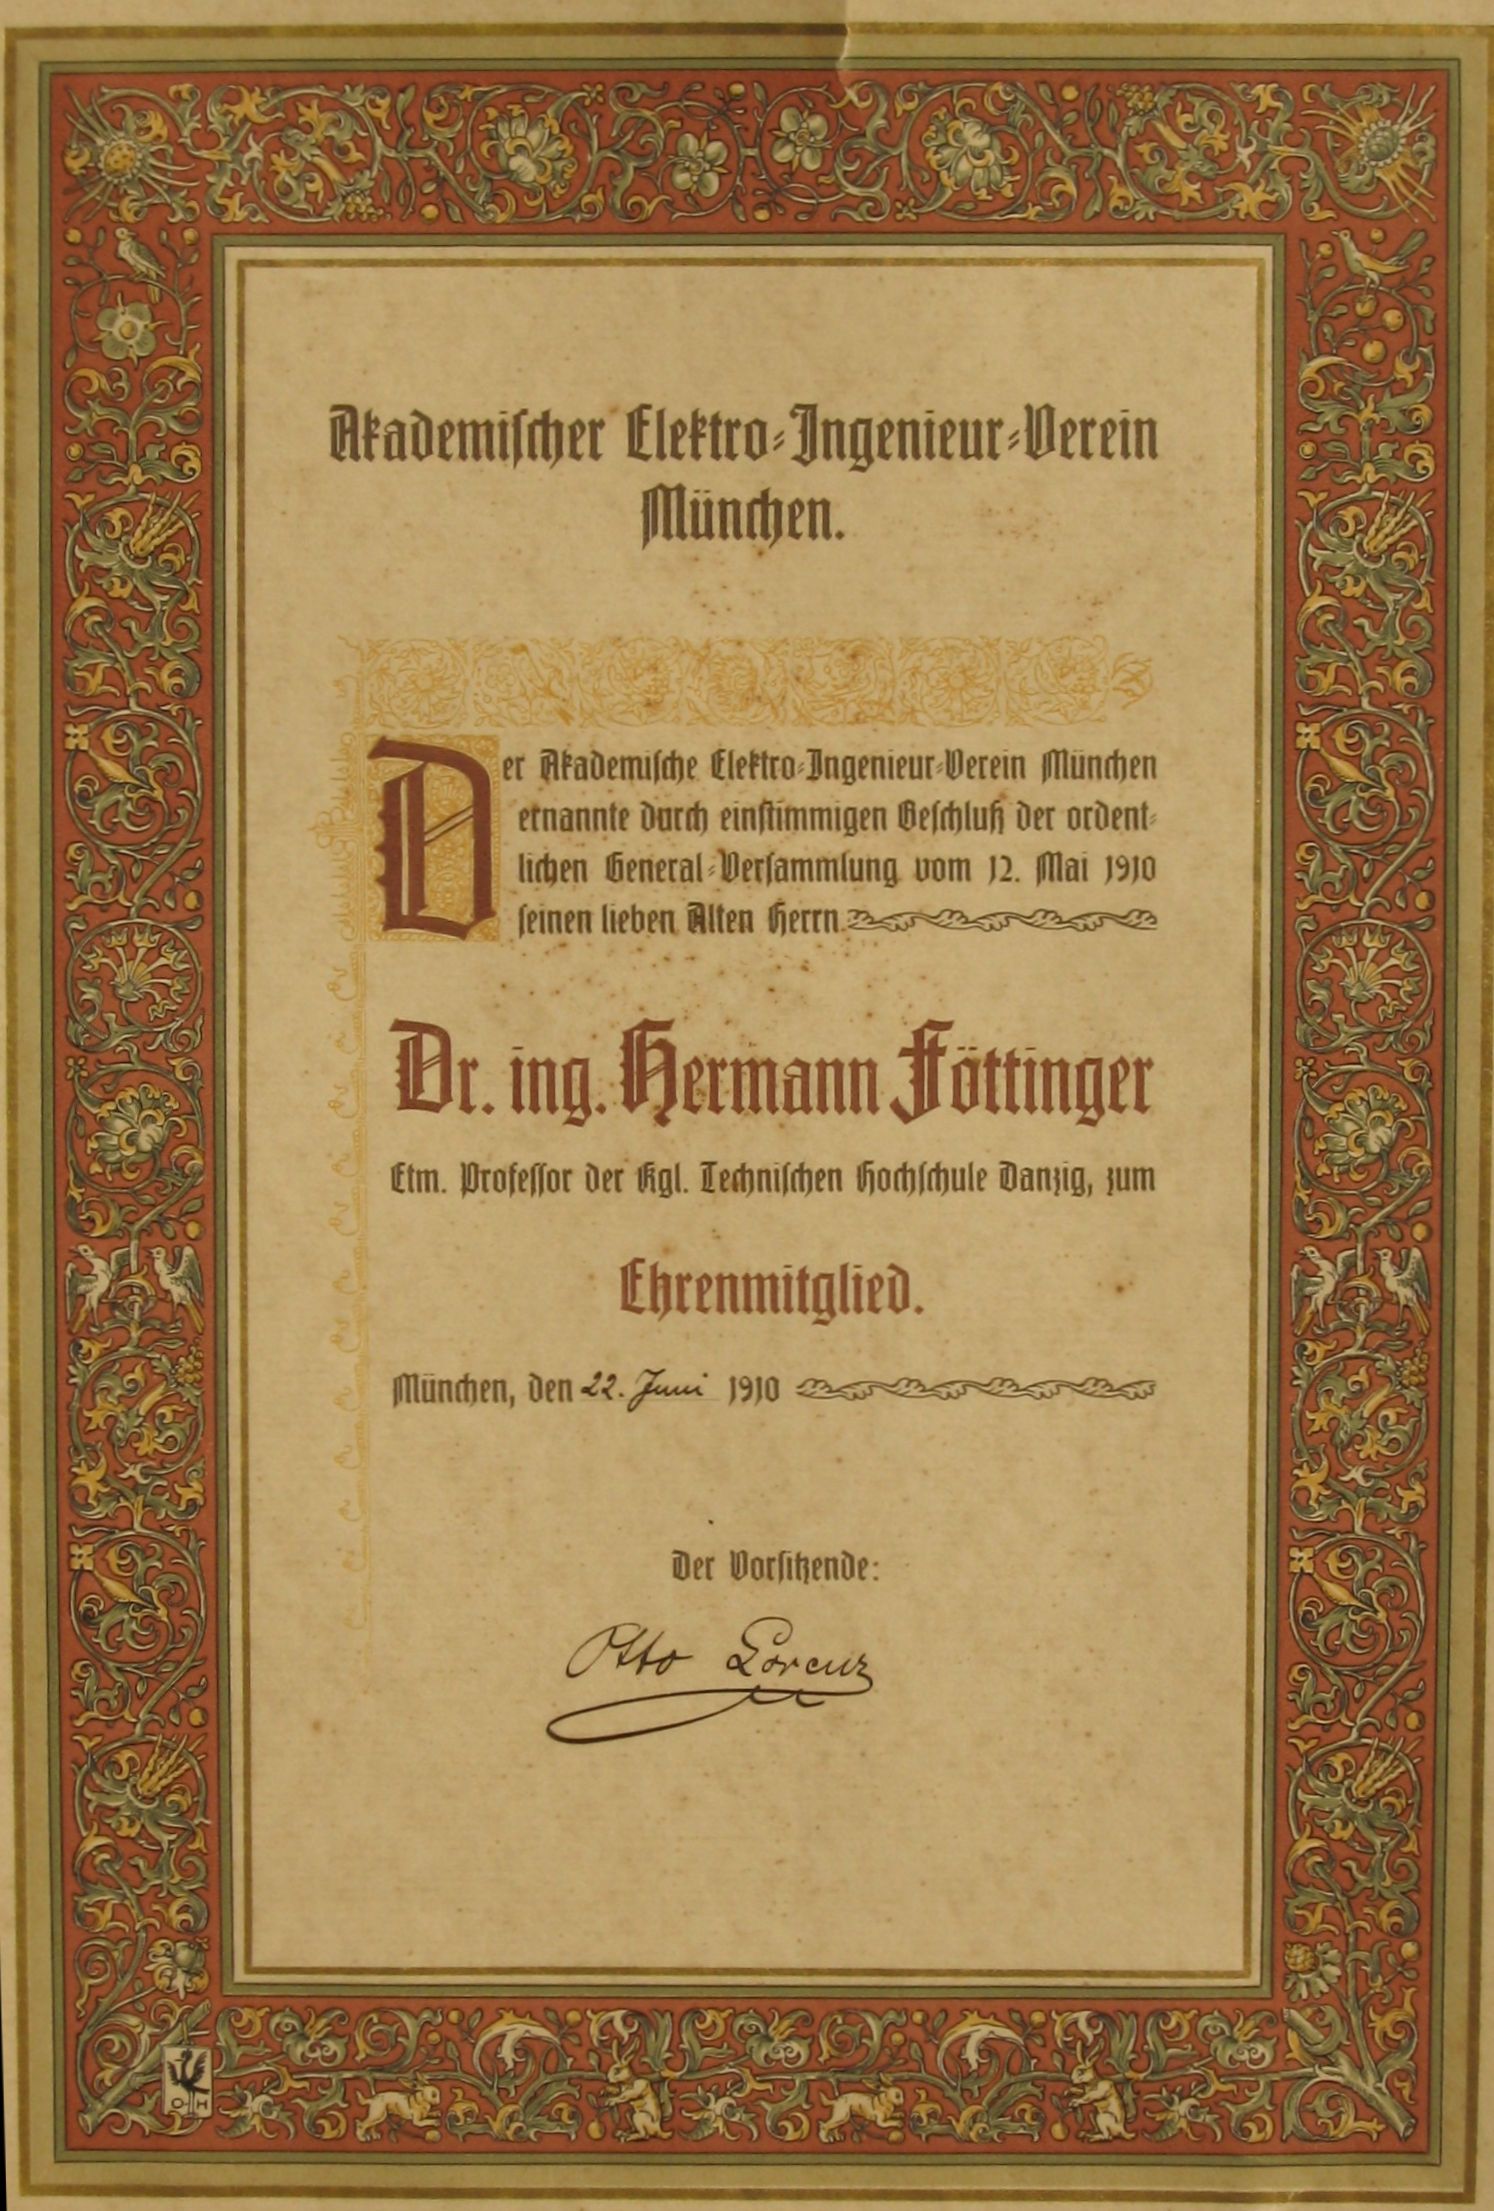 Akademischer Elektro-Ingenieur-Verein
München.
Der Akademische Elektro-Ingenieur-Verein München
ernannte durch einstimmigen Beschluß der ordent-
lichen General-Versammlung vom 12. Mai 1910
seinen lieben Alten Herrn
Dr. ing. Hermann Föttinger
Etm. Professor der Kgl. Technischen Hochschule Danzig, zum
Ehrenmitglied.
München, den 22. Juni 1910
Der Vorsitzende:
Otto Lorenz
O H